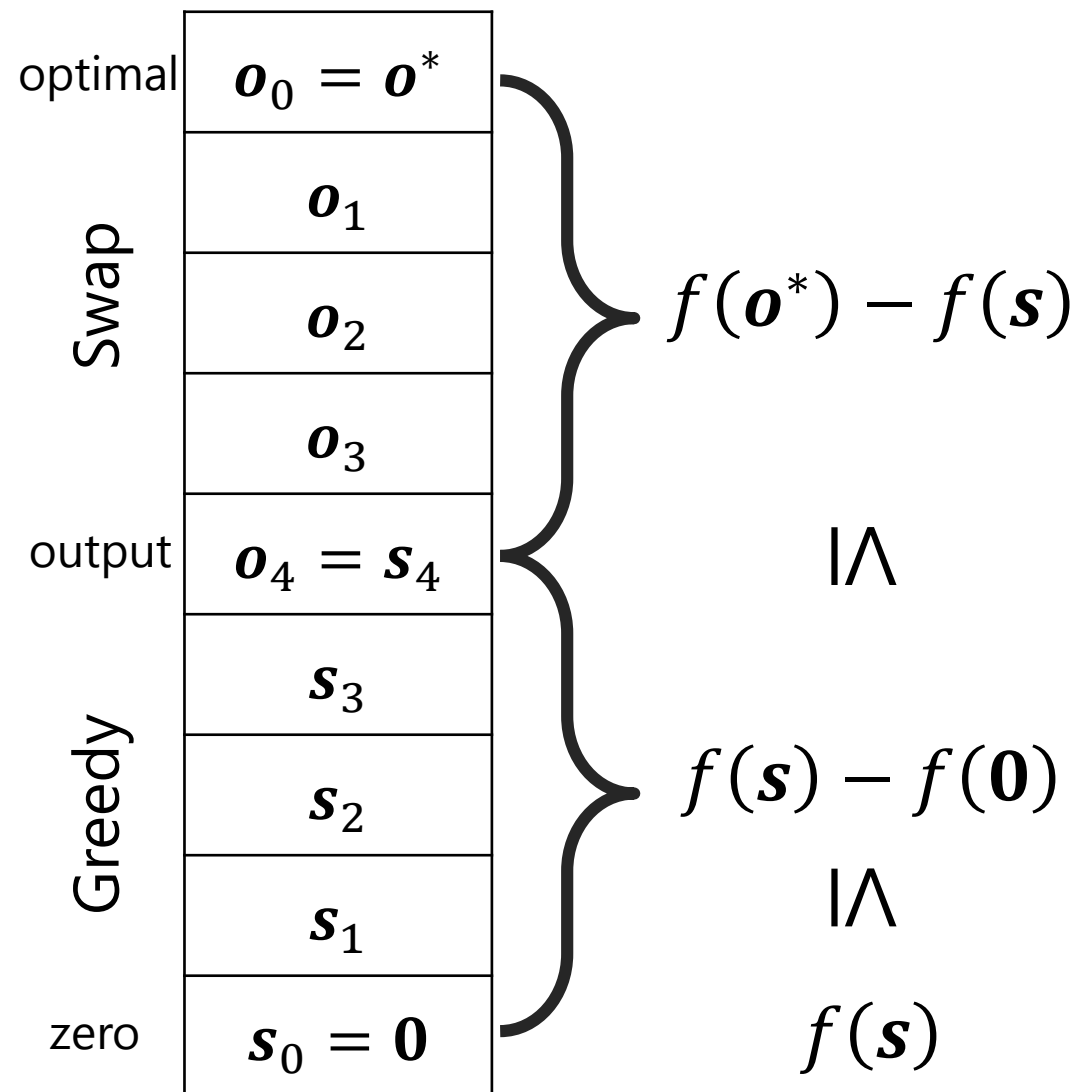 optimal
o₀ = o*
o₁
Swap
o₂
f(o*) − f(s)
o₃
output
o₄ = s₄
I∧
s₃
Greedy
s₂
f(s) − f(0)
s₁
I∧
zero
s₀ = 0
f(s)